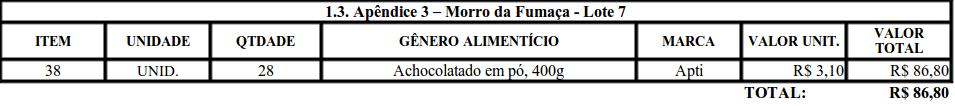 1.3. Apêndice 3 – Morro da Fumaça - Lote 7
ITEM UNIDADE QTDADE GÊNERO ALIMENTÍCIO MARCA VALOR UNIT. VALOR TOTAL
38 UNID. 28 Achocolatado em pó, 400g Apti R$ 3,10 R$ 86,80
TOTAL: R$ 86,80